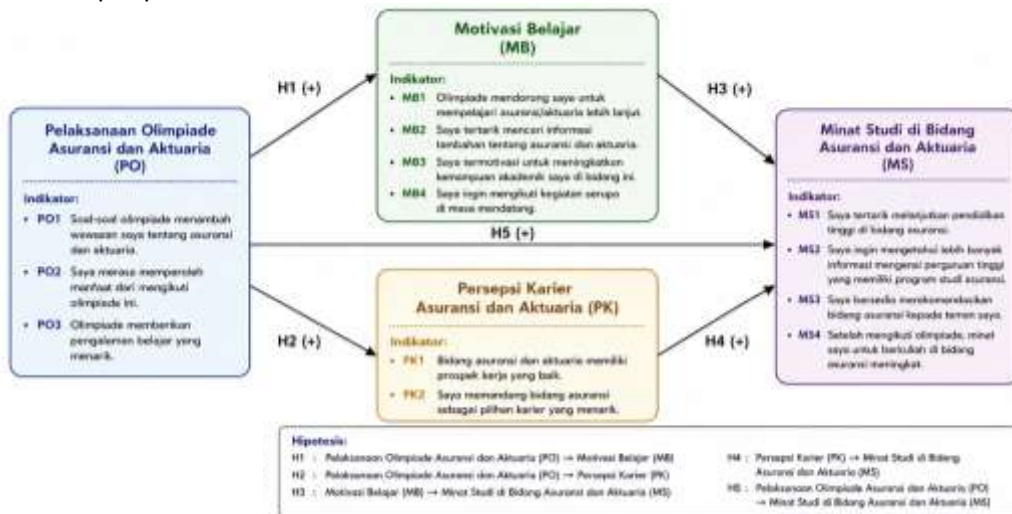 Motivasi Belajar
(MB)
Indikator:
• MB1 Olimpiade mendorong saya untuk
mempelajari asuransi/aktuaria lebih lanjut
• MB2 Saya tertarik mencari informasi
tambahan tentang asuransi dan aktuaria.
• MB3 Saya termotivasi untuk meningkatkan
kemampuan akademik saya di bidang ini.
• MB4 Saya ingin mengikuti kegiatan serupa
di masa mendatang.
H1 (+)
H3 (+)
Pelaksanaan Olimpiade
Asuransi dan Aktuaria
(PO)
Indikator:
• PO1 Soal-soal olimpiade menambah
wawasan saya tentang asuransi
dan aktuaria.
• PO2 Saya merasa memperoleh
manfaat dari mengikuti
olimpiade ini.
• PO3 Olimpiade memberikan
pengalaman belajar yang
menarik.
H5 (+)
Minat Studi di Bidang
Asuransi dan Aktuaria
(MS)
Indikator:
• MS1 Saya tertarik melanjutkan pendidikan
tinggi di bidang asuransi.
• MS2 Saya ingin mengetahui lebih banyak
informasi mengenai perguruan tinggi
yang memiliki program studi asuransi.
• MS3 Saya bersedia merekomendasikan
bidang asuransi kepada teman saya.
• MS4 Setelah mengikuti olimpiade, minat
saya untuk berkuliah di bidang
asuransi meningkat.
H2 (+)
H4 (+)
Persepsi Karier
Asuransi dan Aktuaria (PK)
Indikator:
• PK1 Bidang asuransi dan aktuaria memiliki
prospek kerja yang baik.
• PK2 Saya memandang bidang asuransi
sebagai pilihan karier yang menarik.
Hipotesis:
H1 : Pelaksanaan Olimpiade Asuransi dan Aktuaria (PO) → Motivasi Belajar (MB)
H2 : Pelaksanaan Olimpiade Asuransi dan Aktuaria (PO) → Persepsi Karier (PK)
H3 : Motivasi Belajar (MB) → Minat Studi di Bidang Asuransi dan Aktuaria (MS)
H4 : Persepsi Karier (PK) → Minat Studi di Bidang
Asuransi dan Aktuaria (MS)
H5 : Pelaksanaan Olimpiade Asuransi dan Aktuaria (PO)
→ Minat Studi di Bidang Asuransi dan Aktuaria (MS)